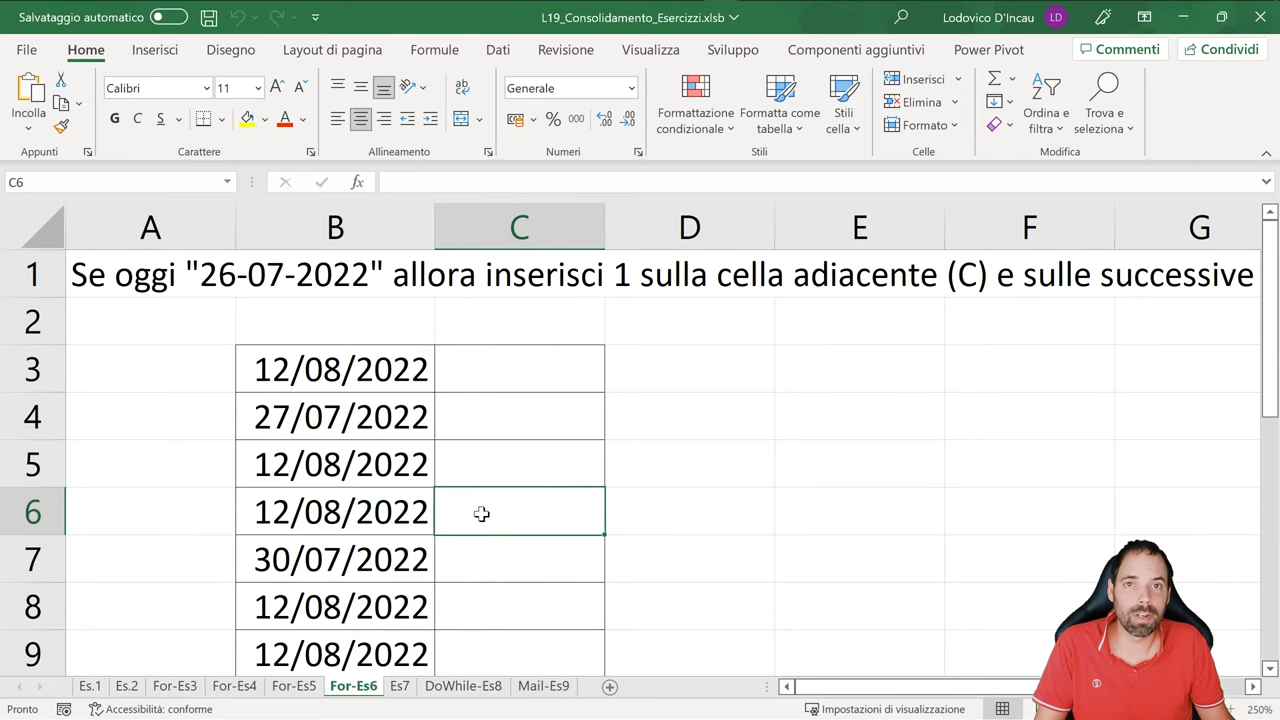 Salvataggio automatico L19_Consolidamento_Esercizzi.xlsb Lodovico D'Incau LD
File Home Inserisci Disegno Layout di pagina Formule Dati Revisione Visualizza Sviluppo Componenti aggiuntivi Power Pivot Commenti Condividi
Incolla
Appunti
Calibri 11
G C S
Carattere
Allineamento
Generale
% 000
Numeri
Formattazione condizionale
Formatta come tabella
Stili cella
Stili
Inserisci
Elimina
Formato
Celle
Ordina e filtra
Trova e seleziona
Modifica
C6 fx
A B C D E F G
1 Se oggi "26-07-2022" allora inserisci 1 sulla cella adiacente (C) e sulle successive
2
3 12/08/2022
4 27/07/2022
5 12/08/2022
6 12/08/2022
7 30/07/2022
8 12/08/2022
9 12/08/2022
Es.1 Es.2 For-Es3 For-Es4 For-Es5 For-Es6 Es7 DoWhile-Es8 Mail-Es9
Pronto Accessibilità: conforme Impostazioni di visualizzazione 250%